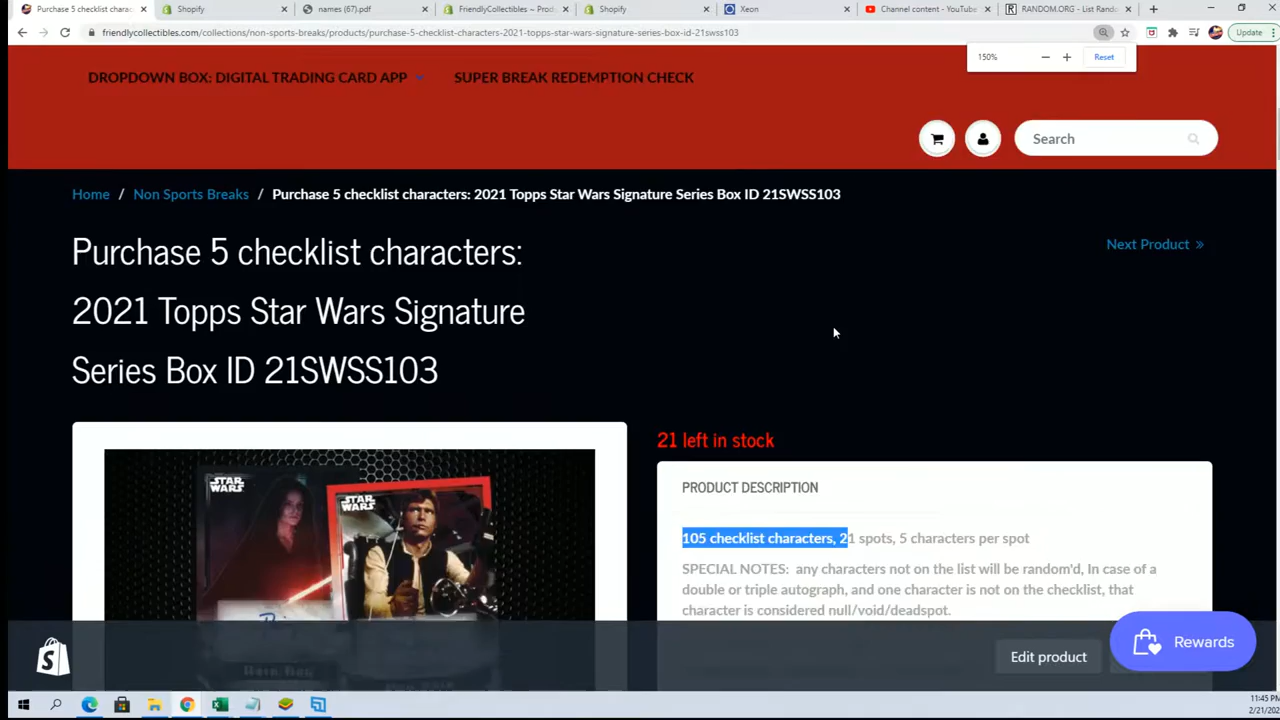 Purchase 5 checklist charac
Shopify
names (67).pdf
FriendlyCollectibles ~ Prod
Shopify
Xeon
Channel content - YouTube
RANDOM.ORG - List Rando
friendlycollectibles.com/collections/non-sports-breaks/products/purchase-5-checklist-characters-2021-topps-star-wars-signature-series-box-id-21swss103
Update
150%
Reset
DROPDOWN BOX: DIGITAL TRADING CARD APP
SUPER BREAK REDEMPTION CHECK
Search
Home / Non Sports Breaks / Purchase 5 checklist characters: 2021 Topps Star Wars Signature Series Box ID 21SWSS103
Next Product »
Purchase 5 checklist characters:
2021 Topps Star Wars Signature
Series Box ID 21SWSS103
21 left in stock
PRODUCT DESCRIPTION
105 checklist characters, 21 spots, 5 characters per spot
SPECIAL NOTES: any characters not on the list will be random'd, In case of a
double or triple autograph, and one character is not on the checklist, that
character is considered null/void/deadspot.
STAR WARS
STAR WARS
Edit product
Rewards
11:45
2/21/202